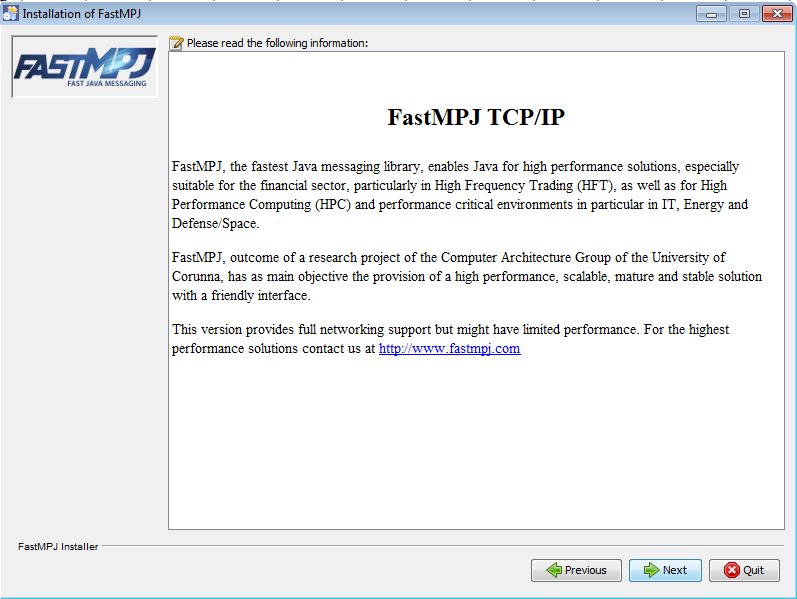 Installation of FastMPJ
FASTMPJ
FAST JAVA MESSAGING
Please read the following information:
FastMPJ TCP/IP
FastMPJ, the fastest Java messaging library, enables Java for high performance solutions, especially
suitable for the financial sector, particularly in High Frequency Trading (HFT), as well as for High
Performance Computing (HPC) and performance critical environments in particular in IT, Energy and
Defense/Space.
FastMPJ, outcome of a research project of the Computer Architecture Group of the University of
Corunna, has as main objective the provision of a high performance, scalable, mature and stable solution
with a friendly interface.
This version provides full networking support but might have limited performance. For the highest
performance solutions contact us at http://www.fastmpj.com
FastMPJ Installer
Previous
Next
Quit